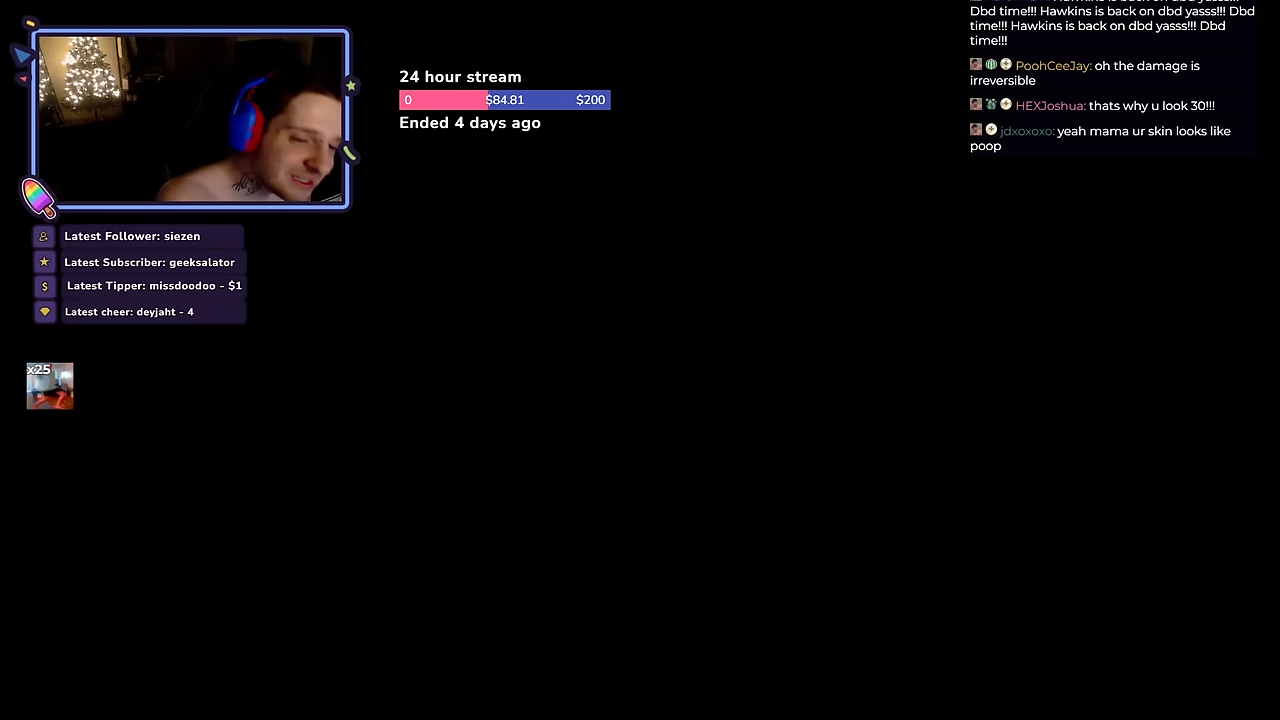 24 hour stream
0 $84.81 $200
Ended 4 days ago
Latest Follower: siezen
Latest Subscriber: geeksalator
Latest Tipper: missdoodoo - $1
Latest cheer: deyjaht - 4
x25
Dbd time!!! Hawkins is back on dbd yasss!!! Dbd
time!!! Hawkins is back on dbd yasss!!! Dbd
time!!!
PoohCeeJay: oh the damage is
irreversible
HEXJoshua: thats why u look 30!!!
jdxoxoxo: yeah mama ur skin looks like
poop